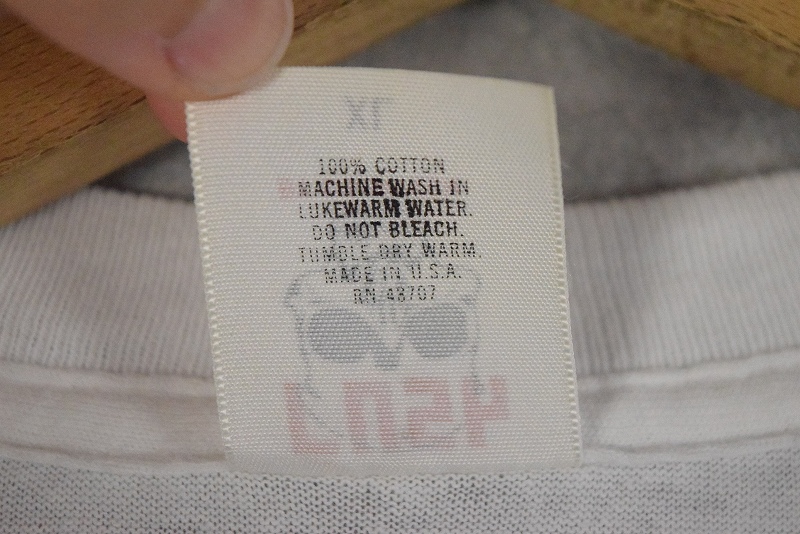 XL
100% COTTON
MACHINE WASH IN
LUKEWARM WATER.
DO NOT BLEACH.
TUMBLE DRY WARM.
MADE IN U.S.A.
RN 48707